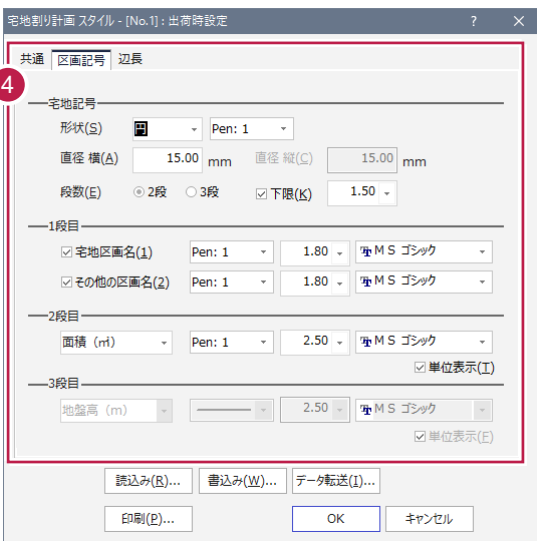 宅地割り計画 スタイル - [No.1] : 出荷時設定 ? ×
共通 区画記号 辺長
4
宅地記号
形状(S) 円 Pen: 1
直径 横(A) 15.00 mm 直径 縦(C) 15.00 mm
段数(E) 2段 3段 下限(K) 1.50
1段目
宅地区画名(1) Pen: 1 1.80 MS ゴシック
その他の区画名(2) Pen: 1 1.80 MS ゴシック
2段目
面積（㎡） Pen: 1 2.50 MS ゴシック
単位表示(T)
3段目
地盤高（m） 2.50 MS ゴシック
単位表示(F)
読込み(R)... 書込み(W)... データ転送(I)...
印刷(P)... OK キャンセル